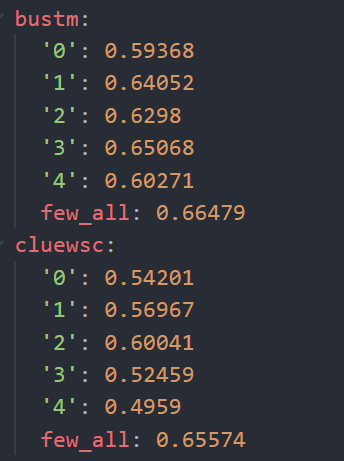 bustm:
'0': 0.59368
'1': 0.64052
'2': 0.6298
'3': 0.65068
'4': 0.60271
few_all: 0.66479
cluewsc:
'0': 0.54201
'1': 0.56967
'2': 0.60041
'3': 0.52459
'4': 0.4959
few_all: 0.65574